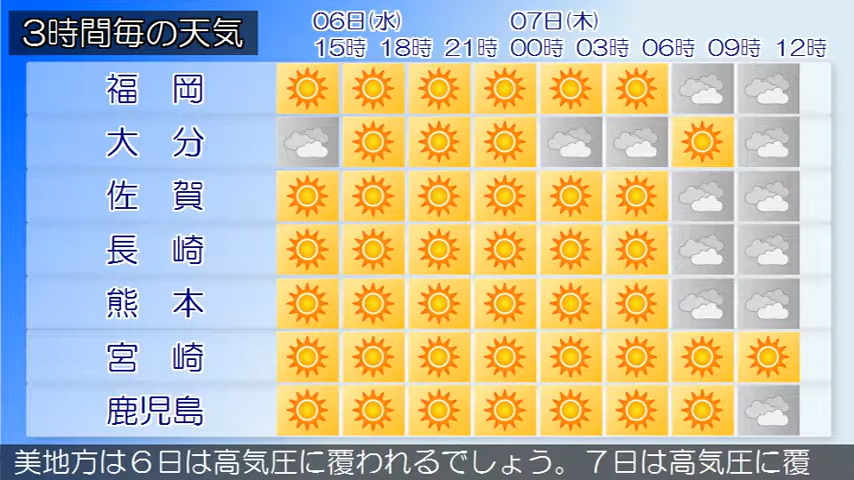 3時間毎の天気
06日(水) 07日(木)
15時 18時 21時 00時 03時 06時 09時 12時
福岡
大分
佐賀
長崎
熊本
宮崎
鹿児島
美地方は6日は高気圧に覆われるでしょう。7日は高気圧に覆